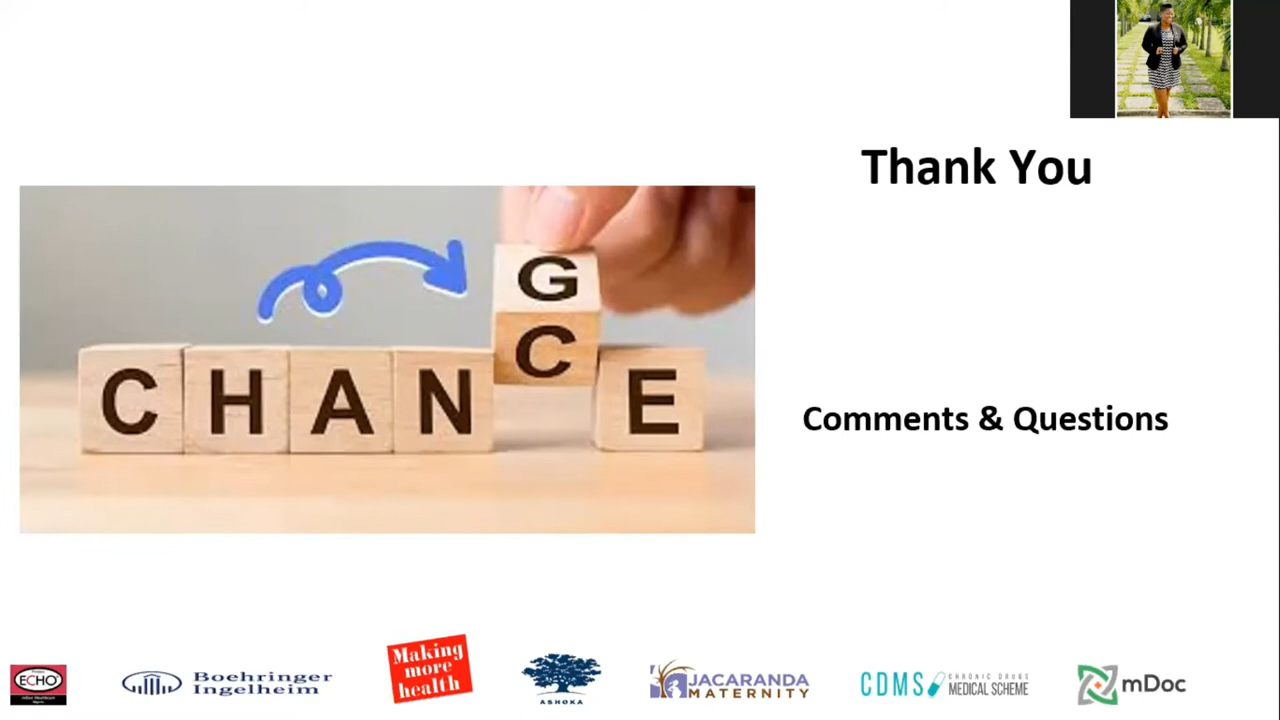 Thank You
G
C
C H A N E
Comments & Questions
ECHO
Boehringer
Ingelheim
Making
more
health
ASHOKA
JACARANDA
MATERNITY
CDMS
CHRONIC DRUGS
MEDICAL SCHEME
mDoc